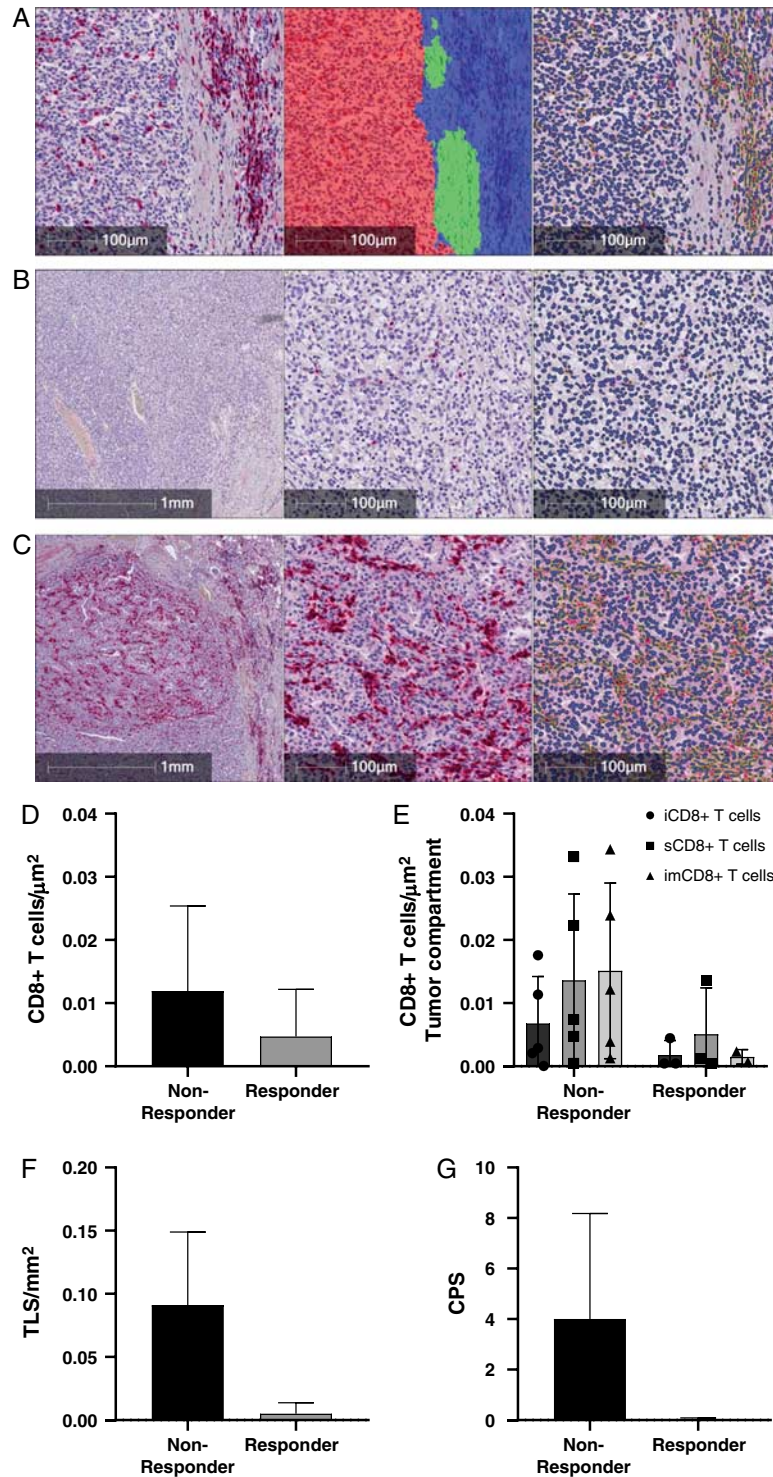 A
100µm
100µm
100µm
B
1mm
100µm
100µm
C
1mm
100µm
100µm
D
CD8+ T cells/µm²
0.04
0.03
0.02
0.01
0.00
Non-
Responder
Responder
E
CD8+ T cells/µm²
Tumor compartment
0.04
0.03
0.02
0.01
0.00
iCD8+ T cells
sCD8+ T cells
imCD8+ T cells
Non-
Responder
Responder
F
TLS/mm²
0.20
0.15
0.10
0.05
0.00
Non-
Responder
Responder
G
CPS
10
8
6
4
2
0
Non-
Responder
Responder